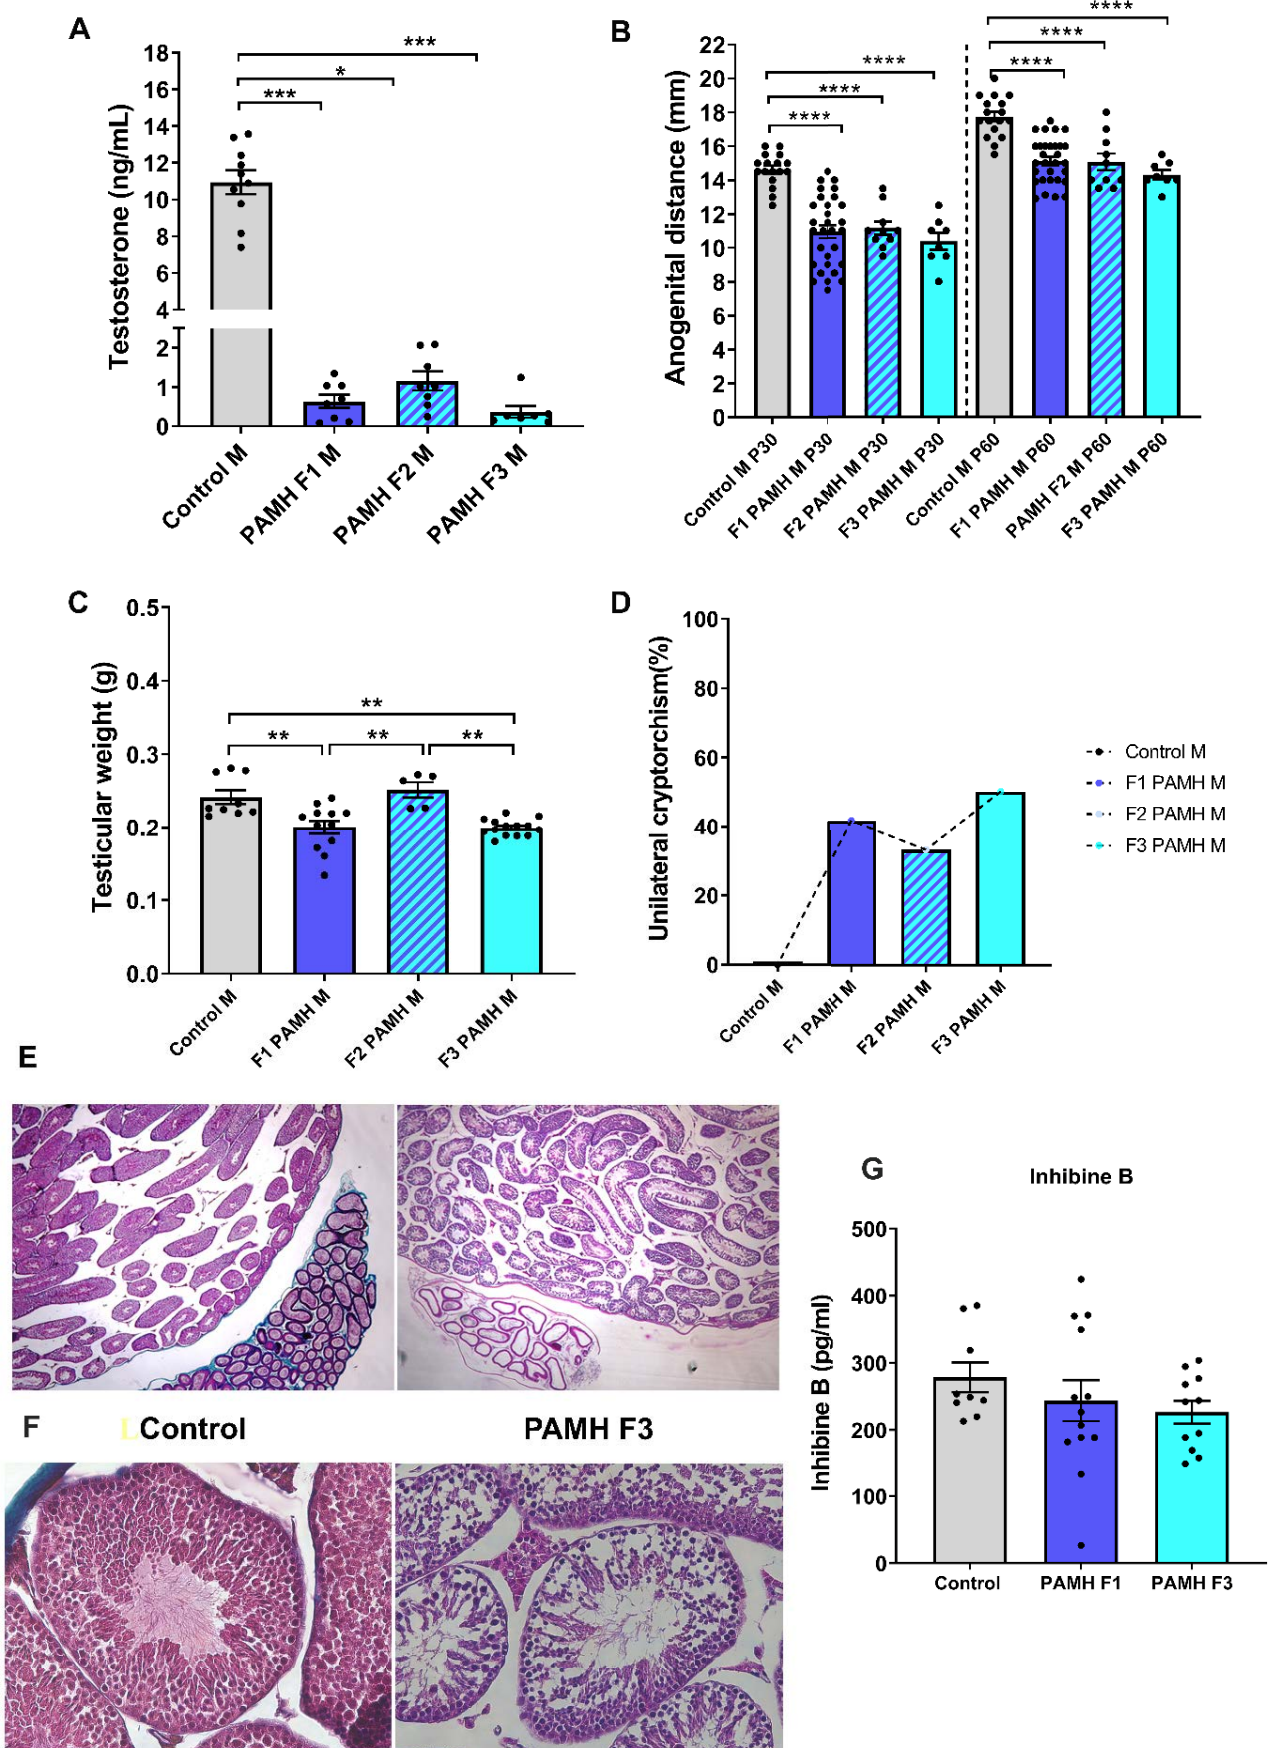 A
Testosterone (ng/mL)
18
16
14
12
10
8
6
4
2
1
0
***
*
***
Control M
PAMH F1 M
PAMH F2 M
PAMH F3 M
B
Anogenital distance (mm)
22
20
18
16
14
12
10
8
6
4
2
0
****
****
****
****
****
****
Control M P30
F1 PAMH M P30
F2 PAMH M P30
F3 PAMH M P30
Control M P60
F1 PAMH M P60
PAMH F2 M P60
F3 PAMH M P60
C
Testicular weight (g)
0.5
0.4
0.3
0.2
0.1
0.0
**
**
**
**
Control M
F1 PAMH M
F2 PAMH M
F3 PAMH M
D
Unilateral cryptorchism(%)
100
80
60
40
20
0
Control M
F1 PAMH M
F2 PAMH M
F3 PAMH M
Control M
F1 PAMH M
F2 PAMH M
F3 PAMH M
E
F
L
Control
PAMH F3
G
Inhibine B
Inhibine B (pg/ml)
500
400
300
200
100
0
Control
PAMH F1
PAMH F3